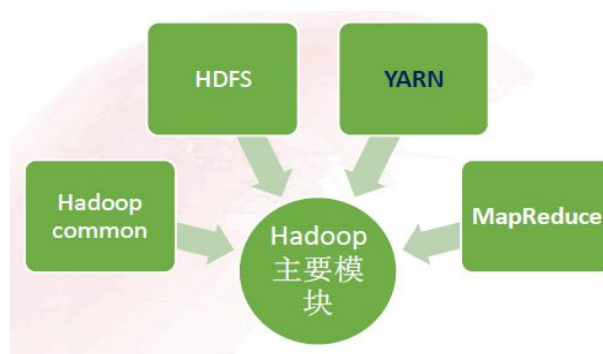 HDFS
YARN
Hadoop
common
MapReduce
Hadoop
主要模
块